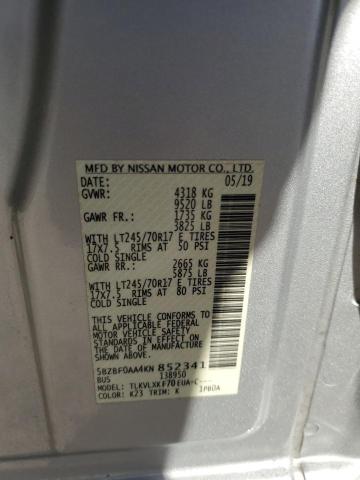 MFD BY NISSAN MOTOR CO., LTD.
DATE: 05/19
GVWR: 4318 KG
9520 LB
GAWR FR: 1735 KG
3825 LB
WITH LT245/70R17 E TIRES
17X7.5 RIMS AT 50 PSI
COLD SINGLE
GAWR RR: 2665 KG
5875 LB
WITH LT245/70R17 E TIRES
17X7.5 RIMS AT 80 PSI
COLD SINGLE
THIS VEHICLE CONFORMS TO
ALL APPLICABLE FEDERAL
MOTOR VEHICLE SAFETY
STANDARDS IN EFFECT ON
THE DATE OF MANUFACTURE
SHOWN ABOVE.
5BZBF0AA4KN 852341
BUS 138950
MODEL: TLKVLXKF70EUA-C---
COLOR: K23 TRIM: K IPBDA